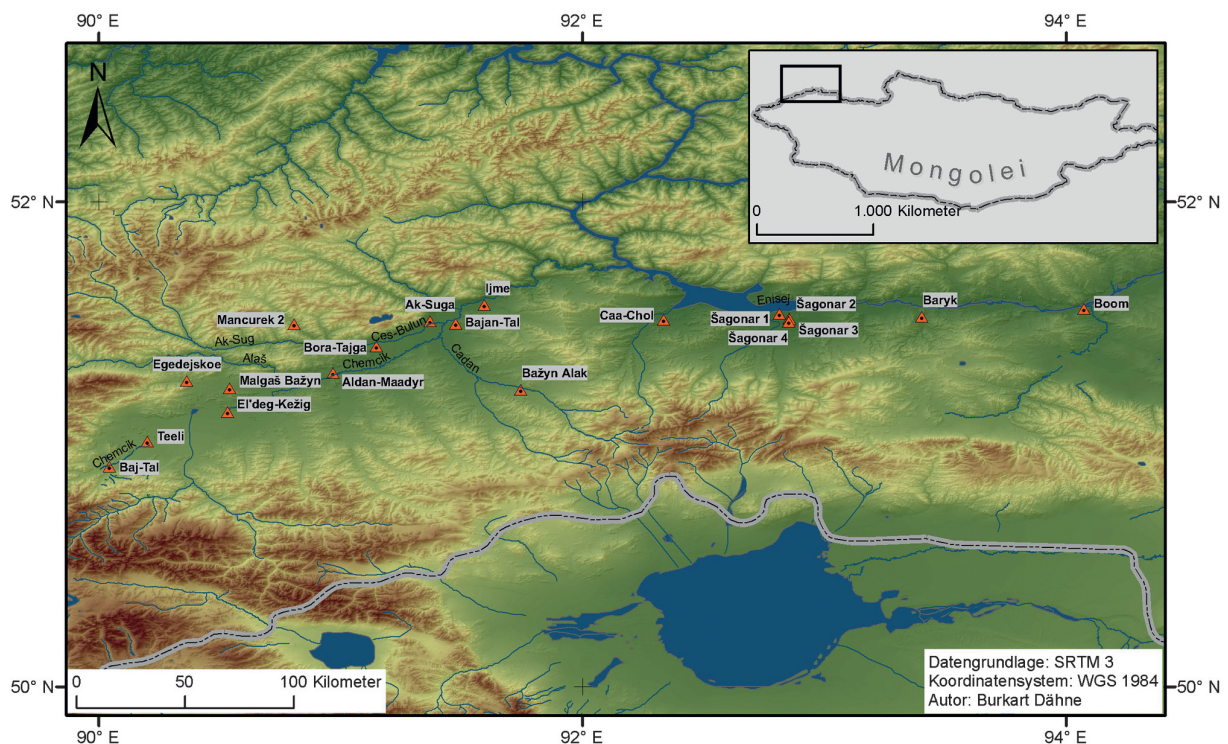 90° E
92° E
94° E
N
Mongolei
0
1.000 Kilometer
52° N
52° N
Ijme
Ak-Suga
Enisej
Šagonar 2
Baryk
Boom
Mancurek 2
Ces-Bulun
Bajan-Tal
Caa-Chol
Šagonar 1
Šagonar 3
Ak-Sug
Bora-Tajga
Šagonar 4
Alaš
Chemcik
Cadan
Egedejskoe
Malgaš Bažyn
Aldan-Maadyr
Bažyn Alak
El'deg-Kežig
Teeli
Chemcik
Baj-Tal
0
50
100 Kilometer
Datengrundlage: SRTM 3
Koordinatensystem: WGS 1984
Autor: Burkart Dähne
50° N
50° N
90° E
92° E
94° E